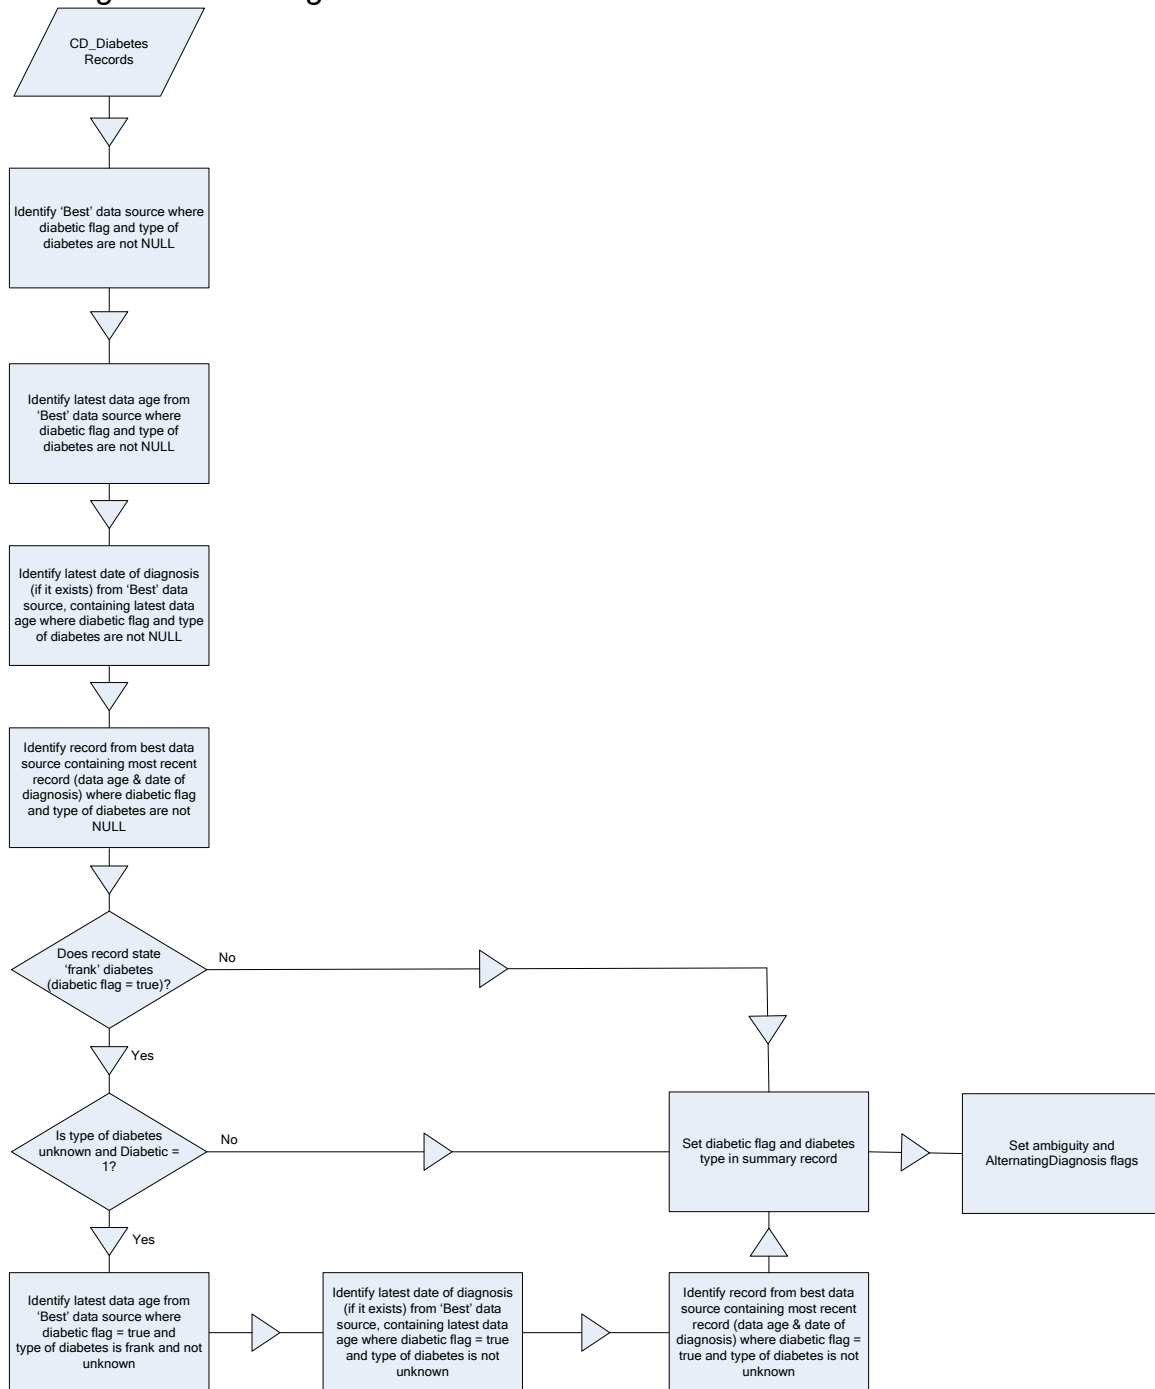 CD_Diabetes
Records
Identify ‘Best’ data source where
diabetic flag and type of
diabetes are not NULL
Identify latest data age from
‘Best’ data source where
diabetic flag and type of
diabetes are not NULL
Identify latest date of diagnosis
(if it exists) from ‘Best’ data
source, containing latest data
age where diabetic flag and type
of diabetes are not NULL
Identify record from best data
source containing most recent
record (data age & date of
diagnosis) where diabetic flag
and type of diabetes are not
NULL
Does record state
‘frank’ diabetes
(diabetic flag = true)?
No
Yes
Is type of diabetes
unknown and Diabetic =
1?
No
Set diabetic flag and diabetes
type in summary record
Set ambiguity and
AlternatingDiagnosis flags
Yes
Identify latest data age from
‘Best’ data source where
diabetic flag = true and
type of diabetes is frank and not
unknown
Identify latest date of diagnosis
(if it exists) from ‘Best’ data
source, containing latest data
age where diabetic flag = true
and type of diabetes is not
unknown
Identify record from best data
source containing most recent
record (data age & date of
diagnosis) where diabetic flag =
true and type of diabetes is not
unknown